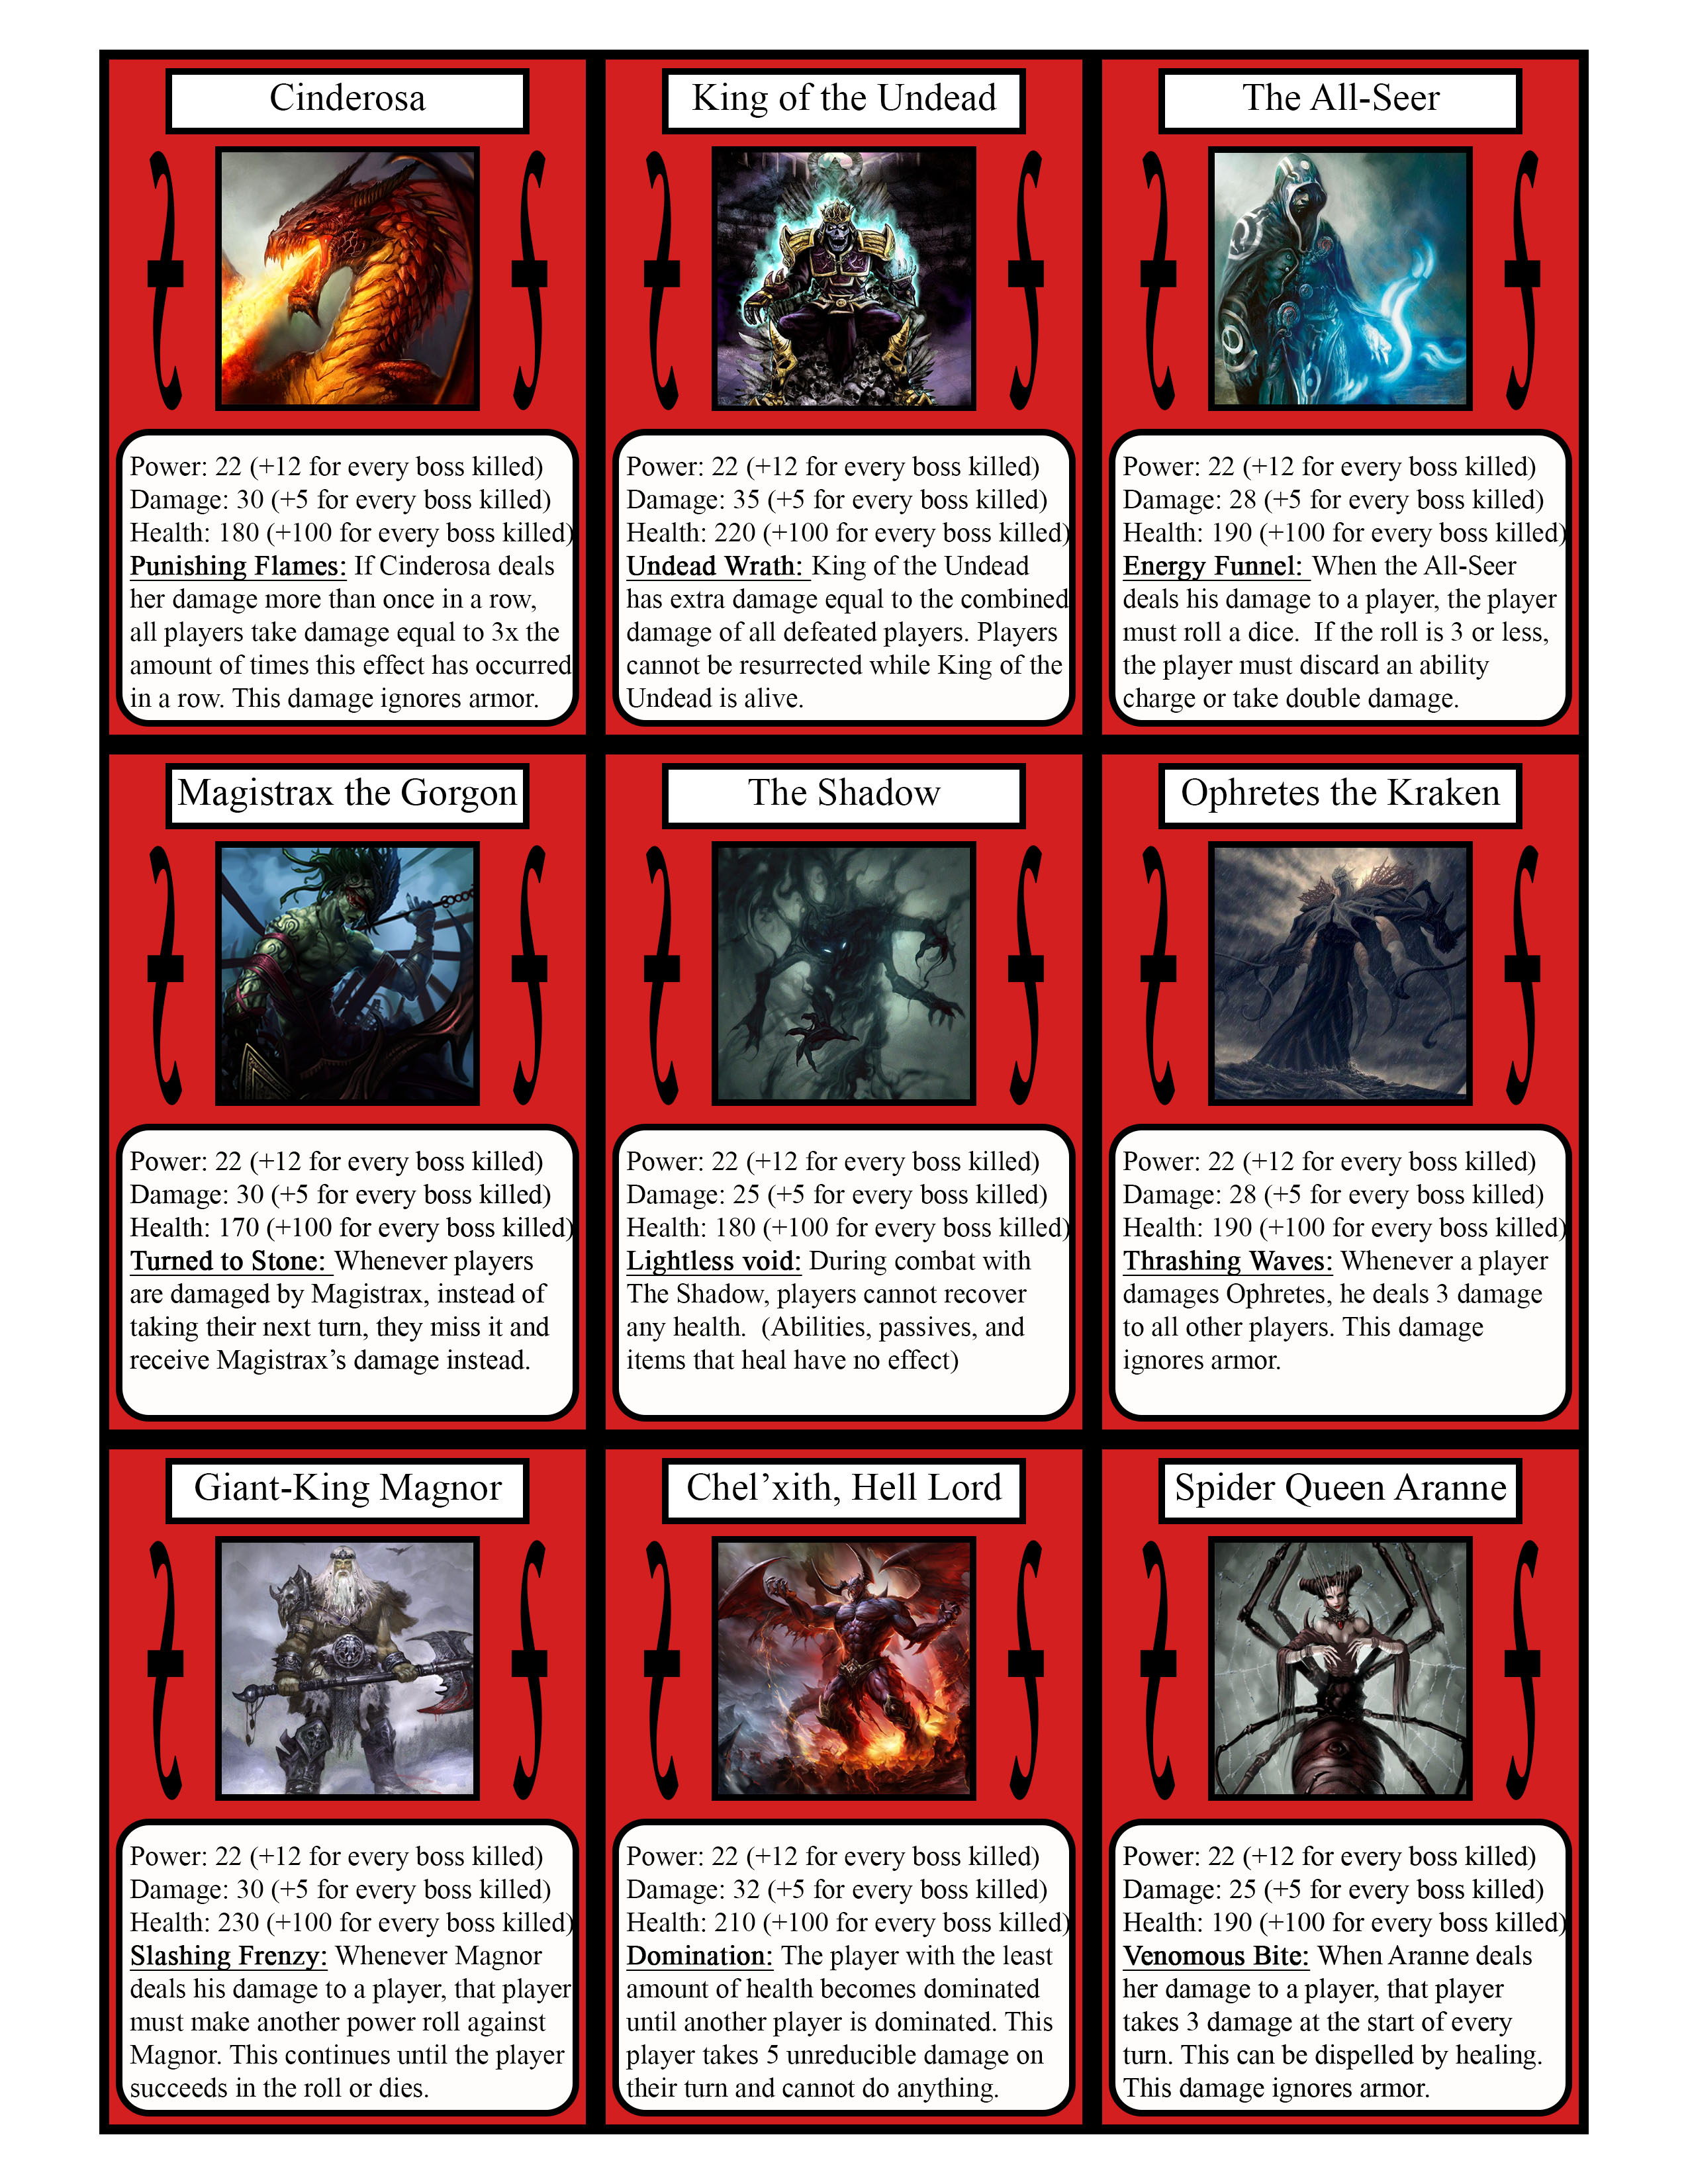 Cinderosa
Power: 22 (+12 for every boss killed)
Damage: 30 (+5 for every boss killed)
Health: 180 (+100 for every boss killed)
Punishing Flames: If Cinderosa deals
her damage more than once in a row,
all players take damage equal to 3x the
amount of times this effect has occurred
in a row. This damage ignores armor.
King of the Undead
Power: 22 (+12 for every boss killed)
Damage: 35 (+5 for every boss killed)
Health: 220 (+100 for every boss killed)
Undead Wrath: King of the Undead
has extra damage equal to the combined
damage of all defeated players. Players
cannot be resurrected while King of the
Undead is alive.
The All-Seer
Power: 22 (+12 for every boss killed)
Damage: 28 (+5 for every boss killed)
Health: 190 (+100 for every boss killed)
Energy Funnel: When the All-Seer
deals his damage to a player, the player
must roll a dice.  If the roll is 3 or less,
the player must discard an ability
charge or take double damage.
Magistrax the Gorgon
Power: 22 (+12 for every boss killed)
Damage: 30 (+5 for every boss killed)
Health: 170 (+100 for every boss killed)
Turned to Stone: Whenever players
are damaged by Magistrax, instead of
taking their next turn, they miss it and
receive Magistrax’s damage instead.
The Shadow
Power: 22 (+12 for every boss killed)
Damage: 25 (+5 for every boss killed)
Health: 180 (+100 for every boss killed)
Lightless void: During combat with
The Shadow, players cannot recover
any health.  (Abilities, passives, and
items that heal have no effect)
Ophretes the Kraken
Power: 22 (+12 for every boss killed)
Damage: 28 (+5 for every boss killed)
Health: 190 (+100 for every boss killed)
Thrashing Waves: Whenever a player
damages Ophretes, he deals 3 damage
to all other players. This damage
ignores armor.
Giant-King Magnor
Power: 22 (+12 for every boss killed)
Damage: 30 (+5 for every boss killed)
Health: 230 (+100 for every boss killed)
Slashing Frenzy: Whenever Magnor
deals his damage to a player, that player
must make another power roll against
Magnor. This continues until the player
succeeds in the roll or dies.
Chel’xith, Hell Lord
Power: 22 (+12 for every boss killed)
Damage: 32 (+5 for every boss killed)
Health: 210 (+100 for every boss killed)
Domination: The player with the least
amount of health becomes dominated
until another player is dominated. This
player takes 5 unreducible damage on
their turn and cannot do anything.
Spider Queen Aranne
Power: 22 (+12 for every boss killed)
Damage: 25 (+5 for every boss killed)
Health: 190 (+100 for every boss killed)
Venomous Bite: When Aranne deals
her damage to a player, that player
takes 3 damage at the start of every
turn. This can be dispelled by healing.
This damage ignores armor.